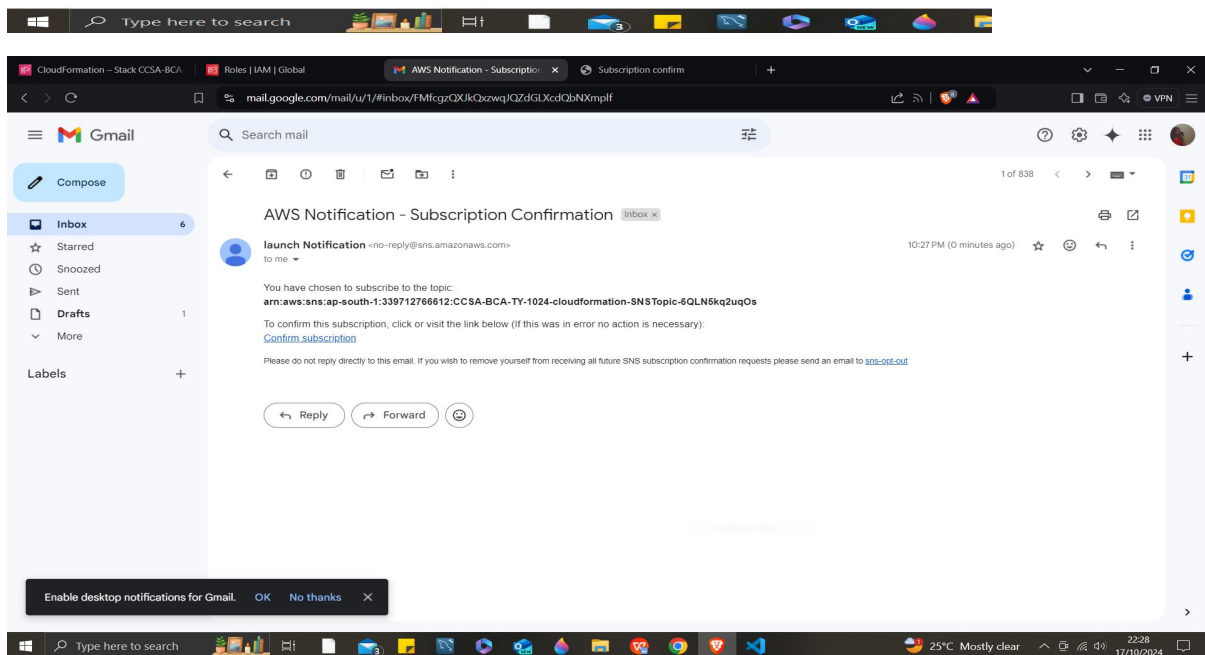 Type here to search
3
CloudFormation – Stack CCSA-BCA-
Roles | IAM | Global
AWS Notification - Subscription
Subscription confirm
mail.google.com/mail/u/1/#inbox/FMfcgzQXJkQxzwqJQZdGLXcdQbNXmplf
VPN
Gmail
Search mail
Compose
1 of 838
31
Inbox 6
Starred
Snoozed
Sent
Drafts 1
More
Labels
AWS Notification - Subscription Confirmation Inbox x
launch Notification <no-reply@sns.amazonaws.com>
10:27 PM (0 minutes ago)
to me
You have chosen to subscribe to the topic:
arn:aws:sns:ap-south-1:339712766612:CCSA-BCA-TY-1024-cloudformation-SNSTopic-6QLN5kq2uqOs
To confirm this subscription, click or visit the link below (If this was in error no action is necessary):
Confirm subscription
Please do not reply directly to this email. If you wish to remove yourself from receiving all future SNS subscription confirmation requests please send an email to sns-opt-out
Reply
Forward
Enable desktop notifications for Gmail. OK No thanks
Type here to search
3
25°C Mostly clear
22:28
17/10/2024